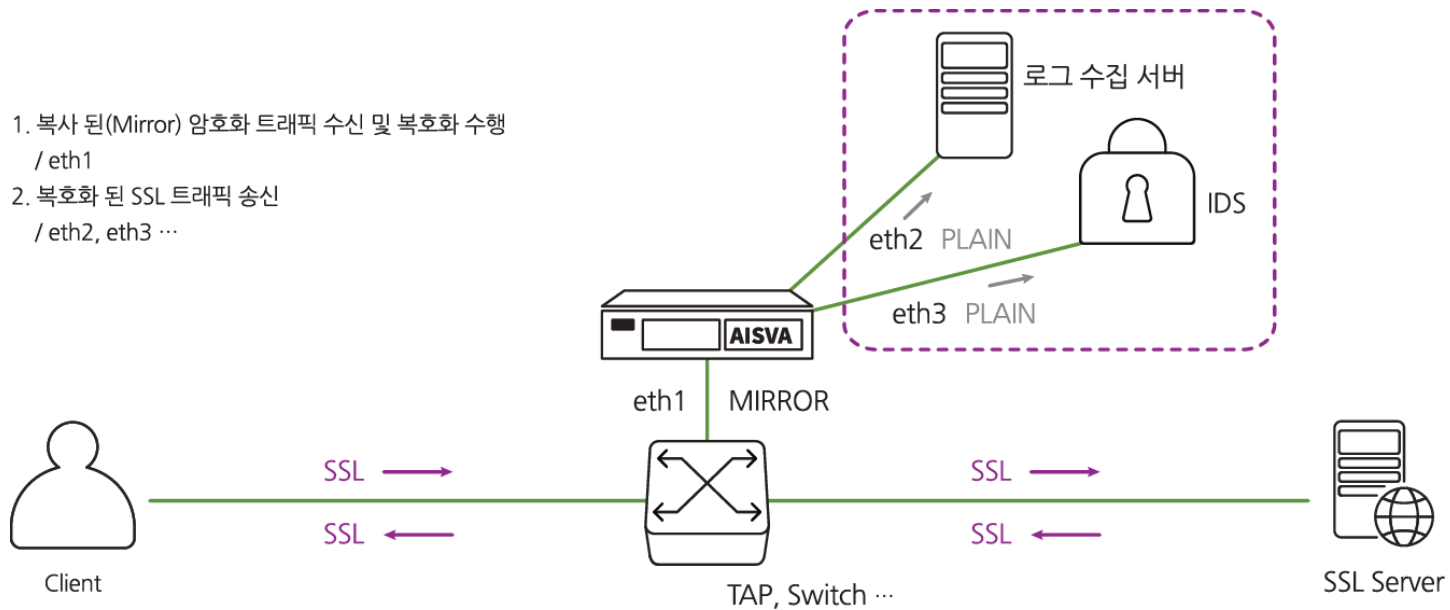 로그 수집 서버
1. 복사 된(Mirror) 암호화 트래픽 수신 및 복호화 수행
/ eth1
2. 복호화 된 SSL 트래픽 송신
/ eth2, eth3 ···
IDS
eth2 PLAIN
eth3 PLAIN
AISVA
eth1 MIRROR
SSL
SSL
SSL
SSL
Client
TAP, Switch ···
SSL Server